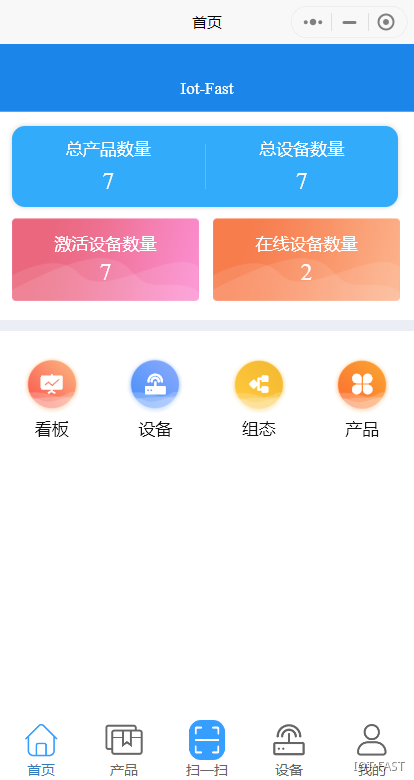 首页
Iot-Fast
总产品数量 总设备数量
7 7
激活设备数量 在线设备数量
7 2
看板 设备 组态 产品
首页 产品 扫一扫 设备 我的
IOT-FAST